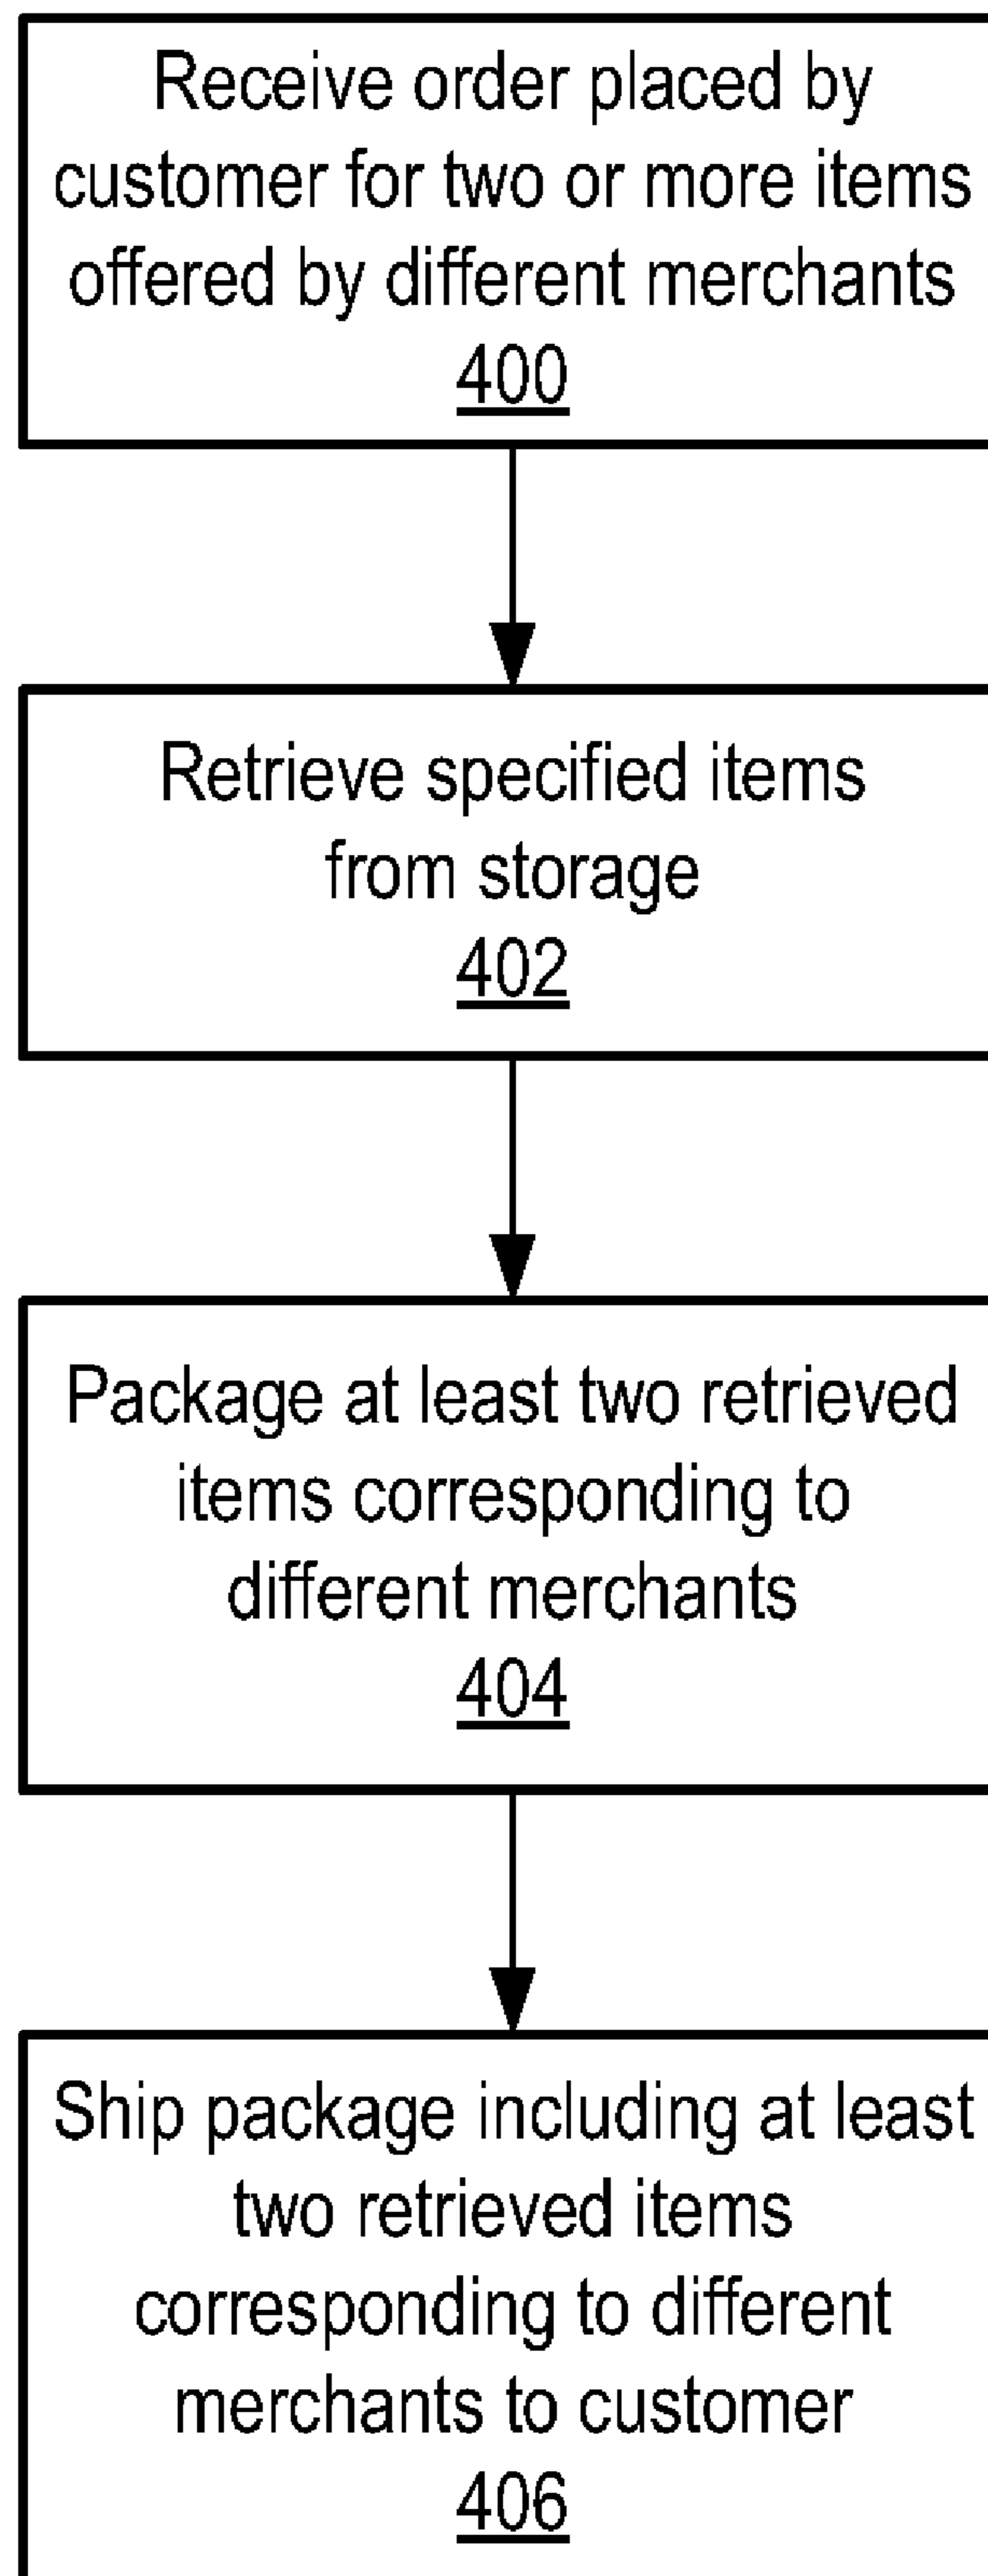 Receive order placed by
customer for two or more items
offered by different merchants
400
Retrieve specified items
from storage
402
Package at least two retrieved
items corresponding to
different merchants
404
Ship package including at least
two retrieved items
corresponding to different
merchants to customer
406